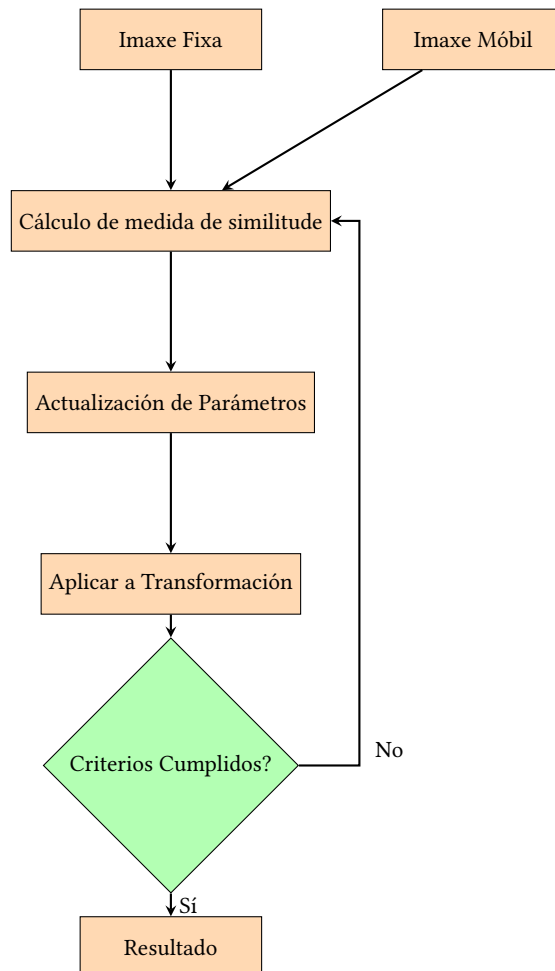 Imaxe Fixa
Imaxe Móbil
Cálculo de medida de similitude
Actualización de Parámetros
Aplicar a Transformación
Criterios Cumplidos?
No
Sí
Resultado